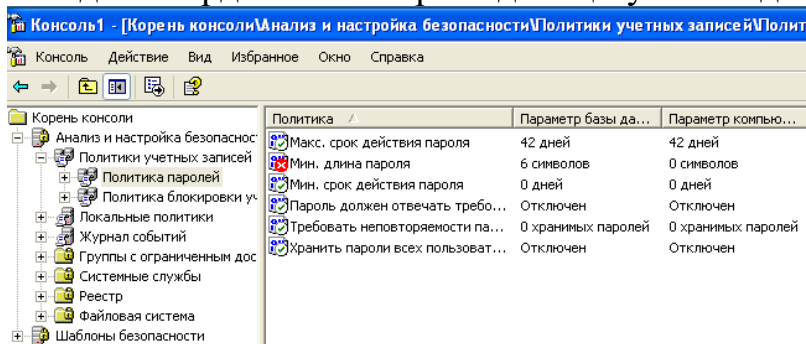 Консоль1 - [Корень консоли\Анализ и настройка безопасности\Политики учетных записей\Полит
Консоль Действие Вид Избранное Окно Справка
Корень консоли
Анализ и настройка безопаснос
Политики учетных записей
Политика паролей
Политика блокировки уч
Локальные политики
Журнал событий
Группы с ограниченным дос
Системные службы
Реестр
Файловая система
Шаблоны безопасности
Политика Параметр базы да... Параметр компью...
Макс. срок действия пароля 42 дней 42 дней
Мин. длина пароля 6 символов 0 символов
Мин. срок действия пароля 0 дней 0 дней
Пароль должен отвечать требо... Отключен Отключен
Требовать неповторяемости па... 0 хранимых паролей 0 хранимых паролей
Хранить пароли всех пользоват... Отключен Отключен